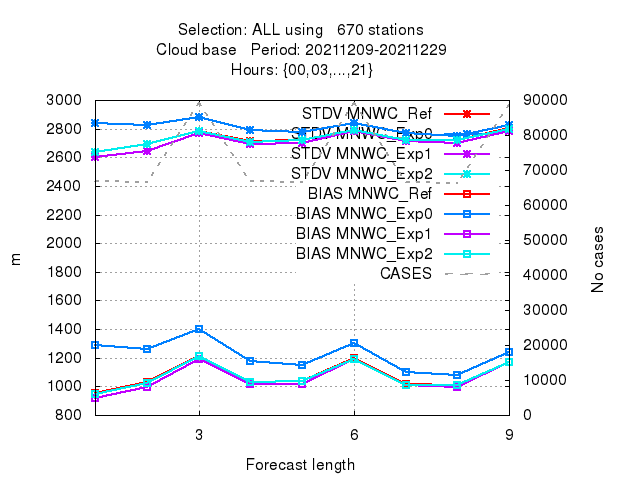 Selection: ALL using   670 stations
Cloud base   Period: 20211209-20211229
Hours: {00,03,...,21}
3000
2800
2600
2400
2200
2000
1800
1600
1400
1200
1000
800
m
STDV MNWC_Ref
STDV MNWC_Exp0
STDV MNWC_Exp1
STDV MNWC_Exp2
BIAS MNWC_Ref
BIAS MNWC_Exp0
BIAS MNWC_Exp1
BIAS MNWC_Exp2
CASES
90000
80000
70000
60000
50000
40000
30000
20000
10000
0
No cases
3 6 9
Forecast length